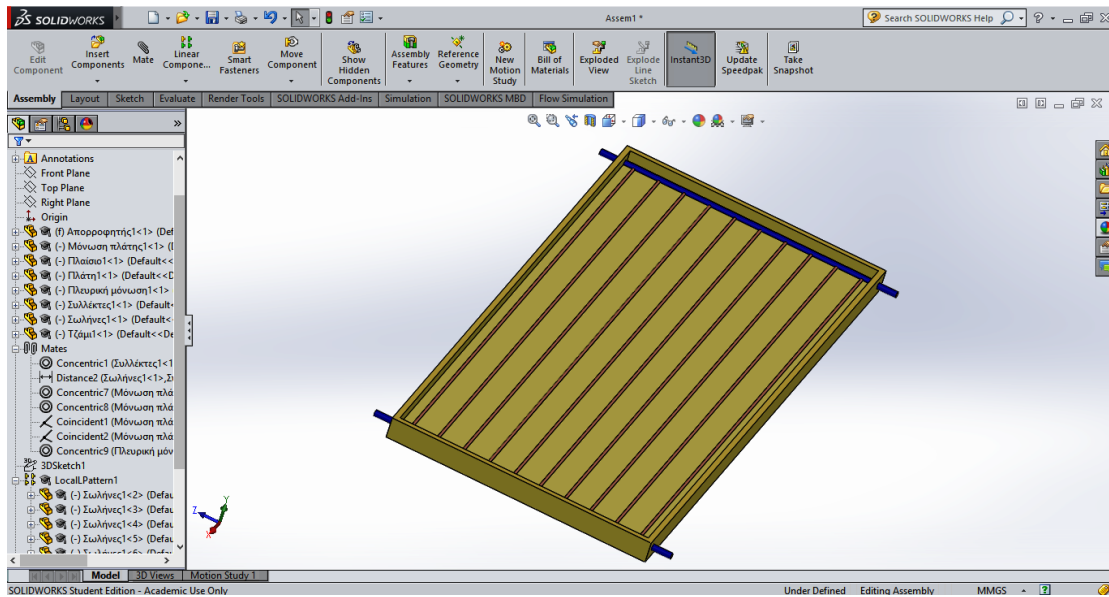 SOLIDWORKS
Assem1 *
Search SOLIDWORKS Help
Edit Component
Insert Components
Mate
Linear Compone...
Smart Fasteners
Move Component
Show Hidden Components
Assembly Features
Reference Geometry
New Motion Study
Bill of Materials
Exploded View
Explode Line Sketch
Instant3D
Update Speedpak
Take Snapshot
Assembly Layout Sketch Evaluate Render Tools SOLIDWORKS Add-Ins Simulation SOLIDWORKS MBD Flow Simulation
Annotations
Front Plane
Top Plane
Right Plane
Origin
(f) Απορροφητής1<1> (Def
(-) Μόνωση πλάτης1<1> (
(-) Πλαίσιο1<1> (Default<<
(-) Πλάτη1<1> (Default<<D
(-) Πλευρική μόνωση1<1>
(-) Συλλέκτες1<1> (Default<
(-) Σωλήνες1<1> (Default<
(-) Τζάμι1<1> (Default<<De
Mates
Concentric1 (Συλλέκτες1<1
Distance2 (Σωλήνες1<1>,Σ
Concentric7 (Μόνωση πλά
Concentric8 (Μόνωση πλά
Coincident1 (Μόνωση πλά
Coincident2 (Μόνωση πλά
Concentric9 (Πλευρική μόν
3DSketch1
LocalLPattern1
(-) Σωλήνες1<2> (Defau
(-) Σωλήνες1<3> (Defau
(-) Σωλήνες1<4> (Defau
(-) Σωλήνες1<5> (Defau
Z Y X
Model 3D Views Motion Study 1
SOLIDWORKS Student Edition - Academic Use Only Under Defined Editing Assembly MMGS